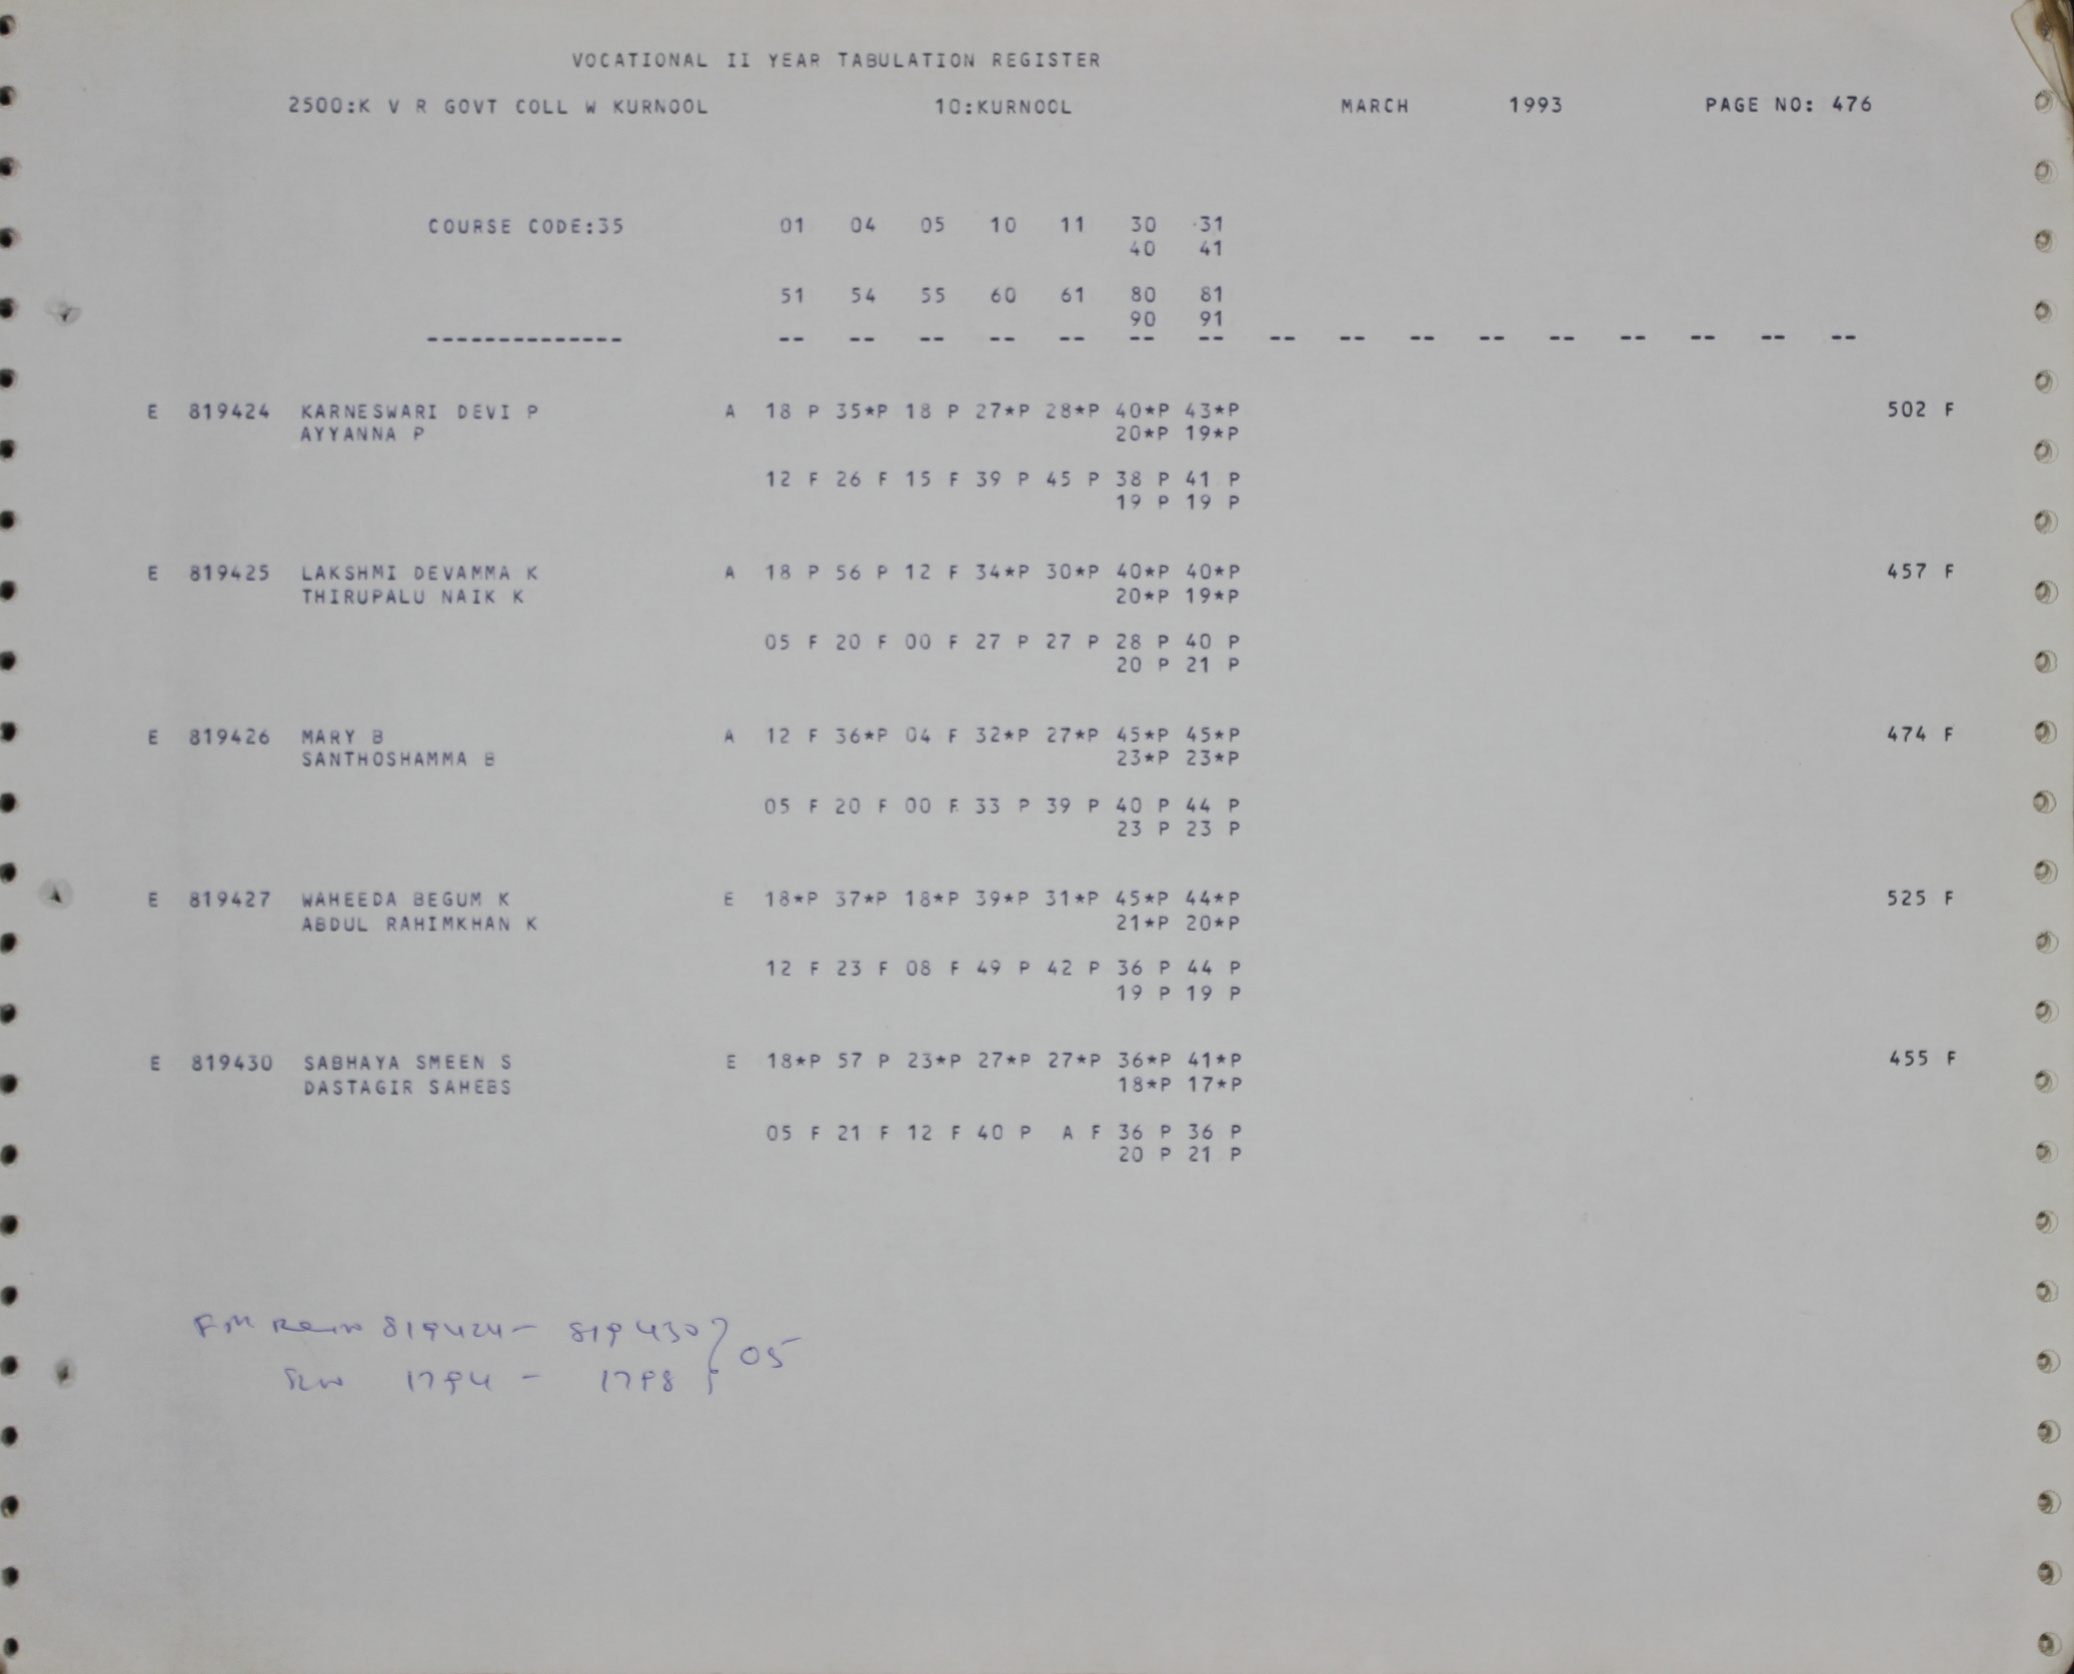 VOCATIONAL II YEAR TABULATION REGISTER
2500:K V R GOVT COLL W KURNOOL 10:KURNOOL MARCH 1993 PAGE NO: 476
COURSE CODE:35 01 04 05 10 11 30 31
40 41
51 54 55 60 61 80 81
90 91
-------------- -- -- -- -- -- -- -- -- -- -- -- -- -- -- -- --
E 819424 KARNESWARI DEVI P A 18 P 35*P 18 P 27*P 28*P 40*P 43*P 502 F
AYYANNA P 20*P 19*P
12 F 26 F 15 F 39 P 45 P 38 P 41 P
19 P 19 P
E 819425 LAKSHMI DEVAMMA K A 18 P 56 P 12 F 34*P 30*P 40*P 40*P 457 F
THIRUPALU NAIK K 20*P 19*P
05 F 20 F 00 F 27 P 27 P 28 P 40 P
20 P 21 P
E 819426 MARY B A 12 F 36*P 04 F 32*P 27*P 45*P 45*P 474 F
SANTHOSHAMMA B 23*P 23*P
05 F 20 F 00 F 33 P 39 P 40 P 44 P
23 P 23 P
E 819427 WAHEEDA BEGUM K E 18*P 37*P 18*P 39*P 31*P 45*P 44*P 525 F
ABDUL RAHIMKHAN K 21*P 20*P
12 F 23 F 08 F 49 P 42 P 36 P 44 P
19 P 19 P
E 819430 SABHAYA SMEEN S E 18*P 57 P 23*P 27*P 27*P 36*P 41*P 455 F
DASTAGIR SAHEBS 18*P 17*P
05 F 21 F 12 F 40 P A F 36 P 36 P
20 P 21 P
819424 - 819430 } 05
1794 - 1798